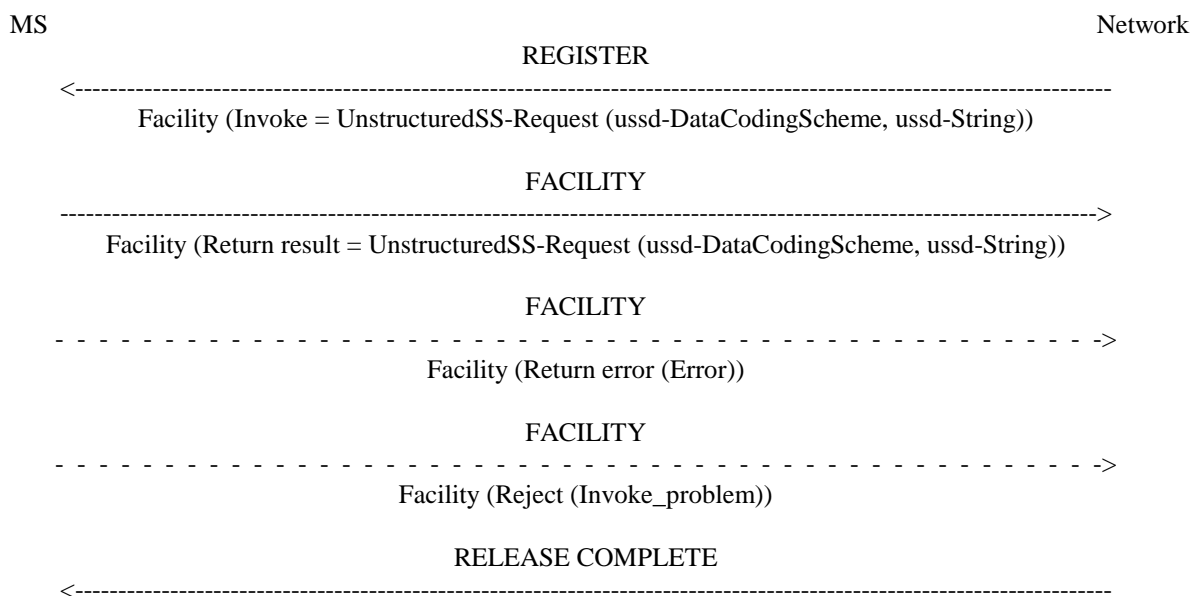 MS Network
REGISTER
<------------------------------------------------------------------------------------------------------------------------
Facility (Invoke = UnstructuredSS-Request (ussd-DataCodingScheme, ussd-String))
FACILITY
------------------------------------------------------------------------------------------------------------------------>
Facility (Return result = UnstructuredSS-Request (ussd-DataCodingScheme, ussd-String))
FACILITY
- - - - - - - - - - - - - - - - - - - - - - - - - - - - - - - - - - - - - - - - - - - - - - - ->
Facility (Return error (Error))
FACILITY
- - - - - - - - - - - - - - - - - - - - - - - - - - - - - - - - - - - - - - - - - - - - - - - ->
Facility (Reject (Invoke_problem))
RELEASE COMPLETE
<------------------------------------------------------------------------------------------------------------------------